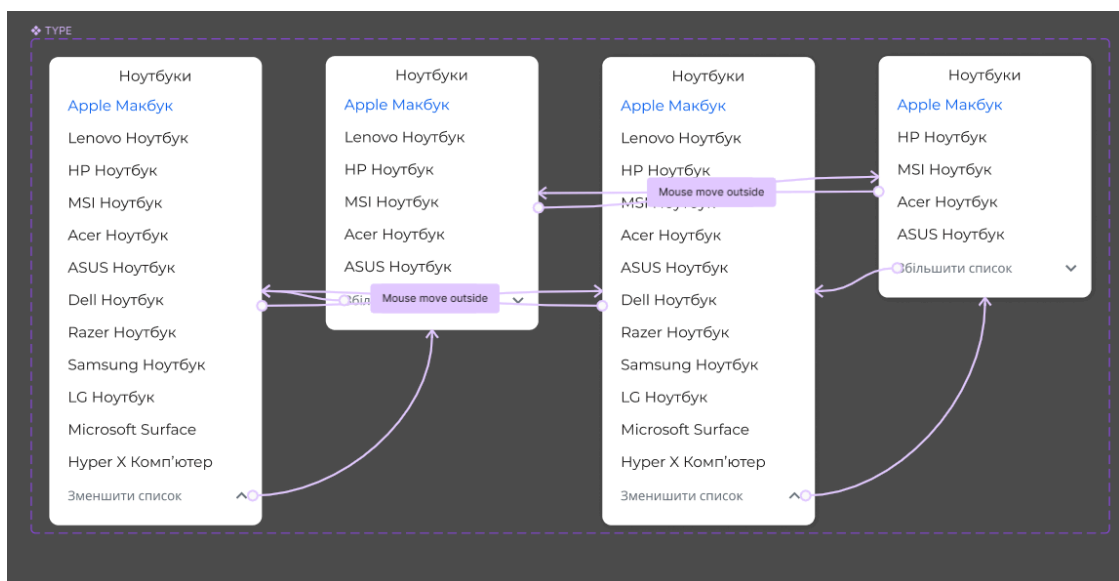 TYPE
Ноутбуки
Apple Макбук
Lenovo Ноутбук
HP Ноутбук
MSI Ноутбук
Acer Ноутбук
ASUS Ноутбук
Dell Ноутбук
Razer Ноутбук
Samsung Ноутбук
LG Ноутбук
Microsoft Surface
Hyper X Комп’ютер
Зменшити список
Ноутбуки
Apple Макбук
Lenovo Ноутбук
HP Ноутбук
MSI Ноутбук
Acer Ноутбук
ASUS Ноутбук
Mouse move outside
Ноутбуки
Apple Макбук
Lenovo Ноутбук
HP Ноутбук
Mouse move outside
MSI Ноутбук
Acer Ноутбук
ASUS Ноутбук
Dell Ноутбук
Razer Ноутбук
Samsung Ноутбук
LG Ноутбук
Microsoft Surface
Hyper X Комп’ютер
Зменишити список
Ноутбуки
Apple Макбук
HP Ноутбук
MSI Ноутбук
Acer Ноутбук
ASUS Ноутбук
Збільшити список